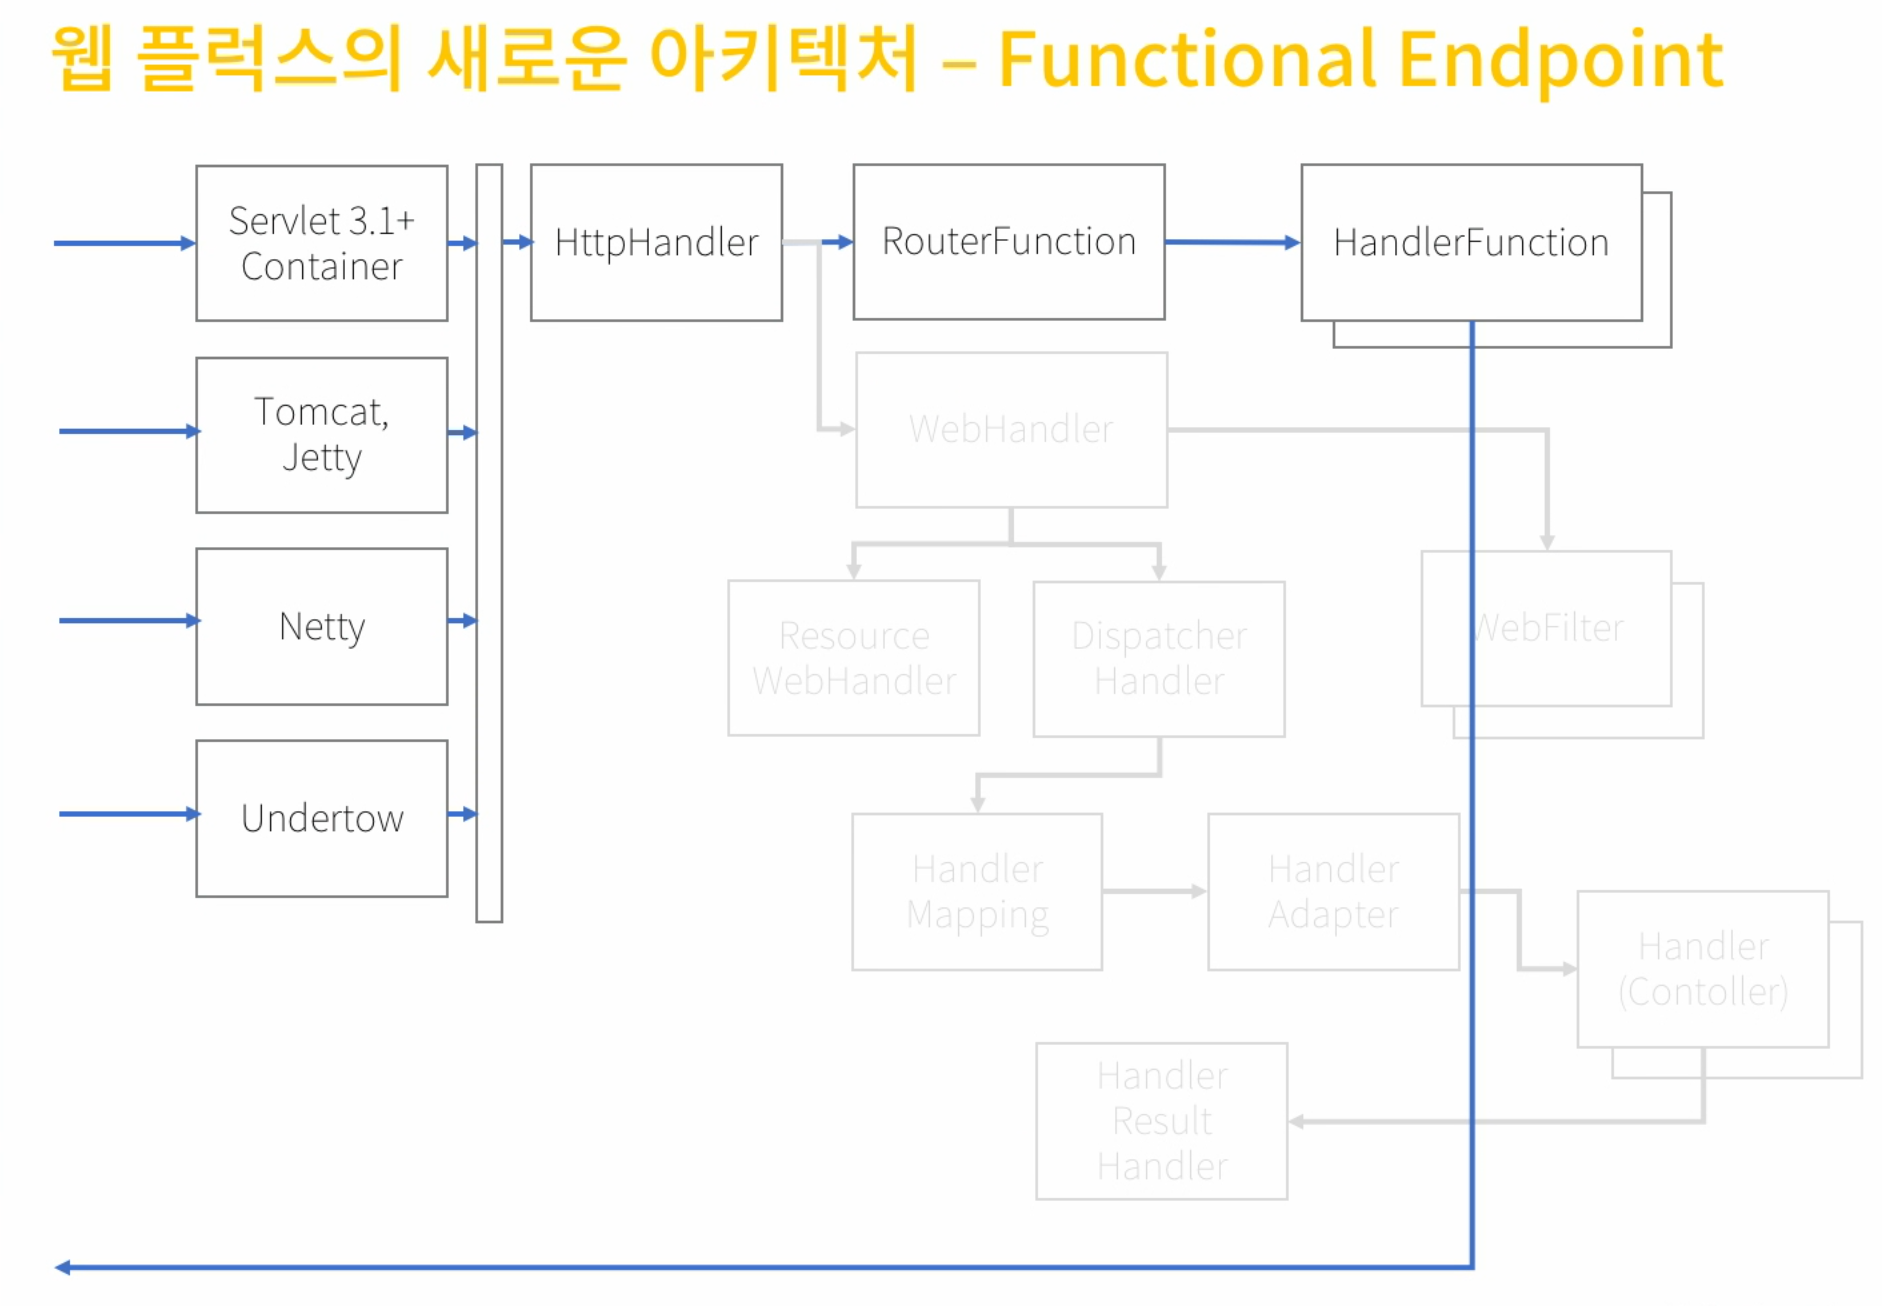 웹 플럭스의 새로운 아키텍처 – Functional Endpoint
Servlet 3.1+
Container
HttpHandler
RouterFunction
HandlerFunction
Tomcat,
Jetty
WebHandler
Netty
Resource
WebHandler
Dispatcher
Handler
WebFilter
Undertow
Handler
Mapping
Handler
Adapter
Handler
(Contoller)
Handler
Result
Handler